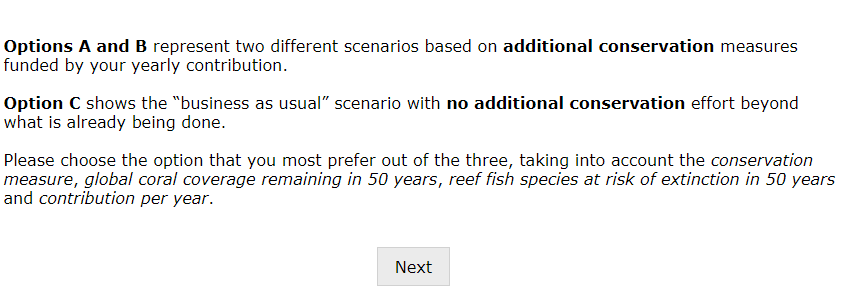 Options A and B represent two different scenarios based on additional conservation measures
funded by your yearly contribution.
Option C shows the “business as usual” scenario with no additional conservation effort beyond
what is already being done.
Please choose the option that you most prefer out of the three, taking into account the conservation
measure, global coral coverage remaining in 50 years, reef fish species at risk of extinction in 50 years
and contribution per year.
Next